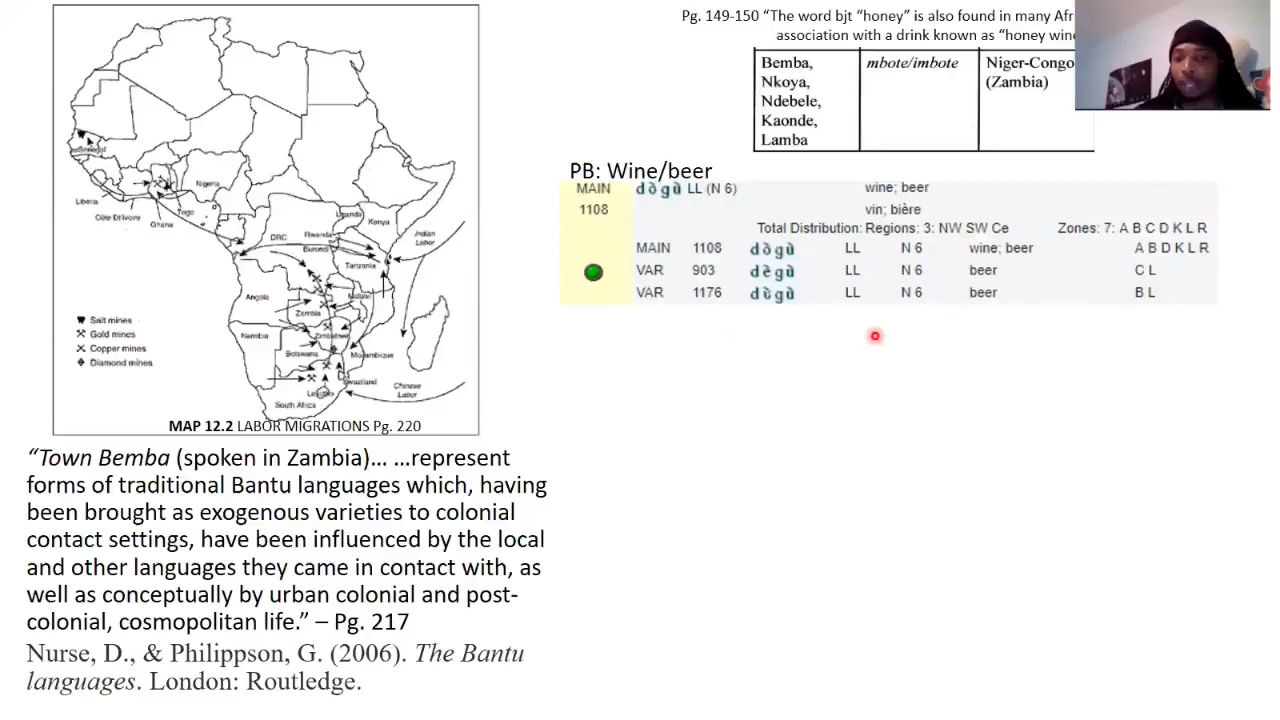 Senegal
Liberia
Côte D'Ivoire
Ghana
Togo
Nigeria
DRC
Uganda
Kenya
Rwanda
Burundi
Tanzania
Indian
Labor
Angola
Zambia
Malawi
Namibia
Zimbabwe
Botswana
Mozambique
Swaziland
Lesotho
South Africa
Chinese
Labor
Salt mines
Gold mines
Copper mines
Diamond mines
MAP 12.2 LABOR MIGRATIONS Pg. 220
“Town Bemba (spoken in Zambia)… …represent
forms of traditional Bantu languages which, having
been brought as exogenous varieties to colonial
contact settings, have been influenced by the local
and other languages they came in contact with, as
well as conceptually by urban colonial and post-
colonial, cosmopolitan life.” – Pg. 217
Nurse, D., & Philippson, G. (2006). The Bantu
languages. London: Routledge.
Pg. 149-150 “The word bjt “honey” is also found in many Afr
association with a drink known as “honey wine
Bemba,
Nkoya,
Ndebele,
Kaonde,
Lamba
mbote/imbote
Niger-Congo
(Zambia)
PB: Wine/beer
MAIN dògù LL (N 6) wine; beer
1108 vin; bière
Total Distribution: Regions: 3: NW SW Ce Zones: 7: A B C D K L R
MAIN 1108 dògù LL N 6 wine; beer A B D K L R
VAR 903 dègù LL N 6 beer C L
VAR 1176 LL N 6 beer B L